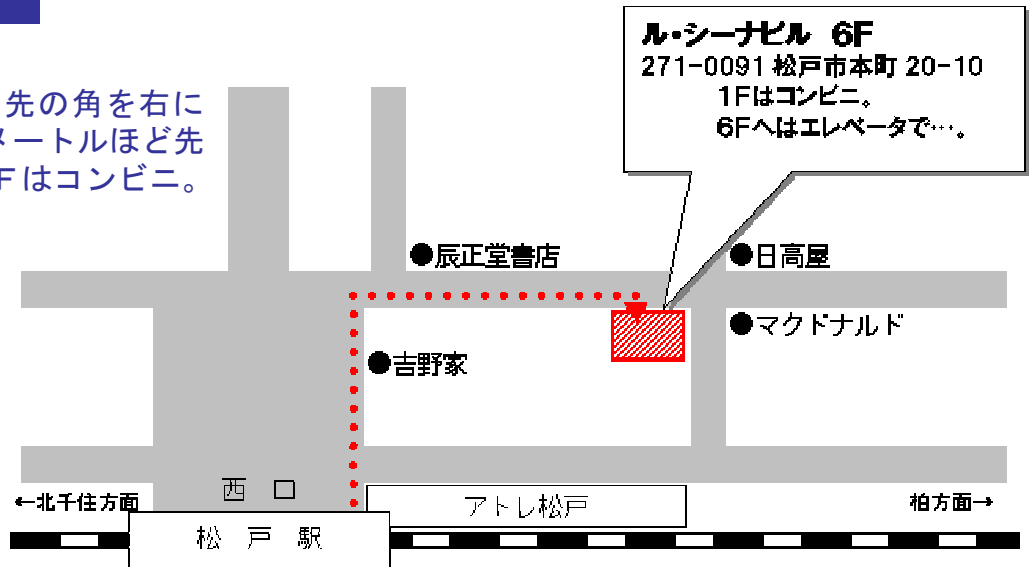 ル・シーナビル 6F
271-0091 松戸市本町 20-10
1Fはコンビニ。
6Fへはエレベータで…。
先の角を右に
メートルほど先
Fはコンビニ。
●辰正堂書店
●日高屋
●マクドナルド
●吉野家
西 口
←北千住方面
アトレ松戸
柏方面→
松 戸 駅